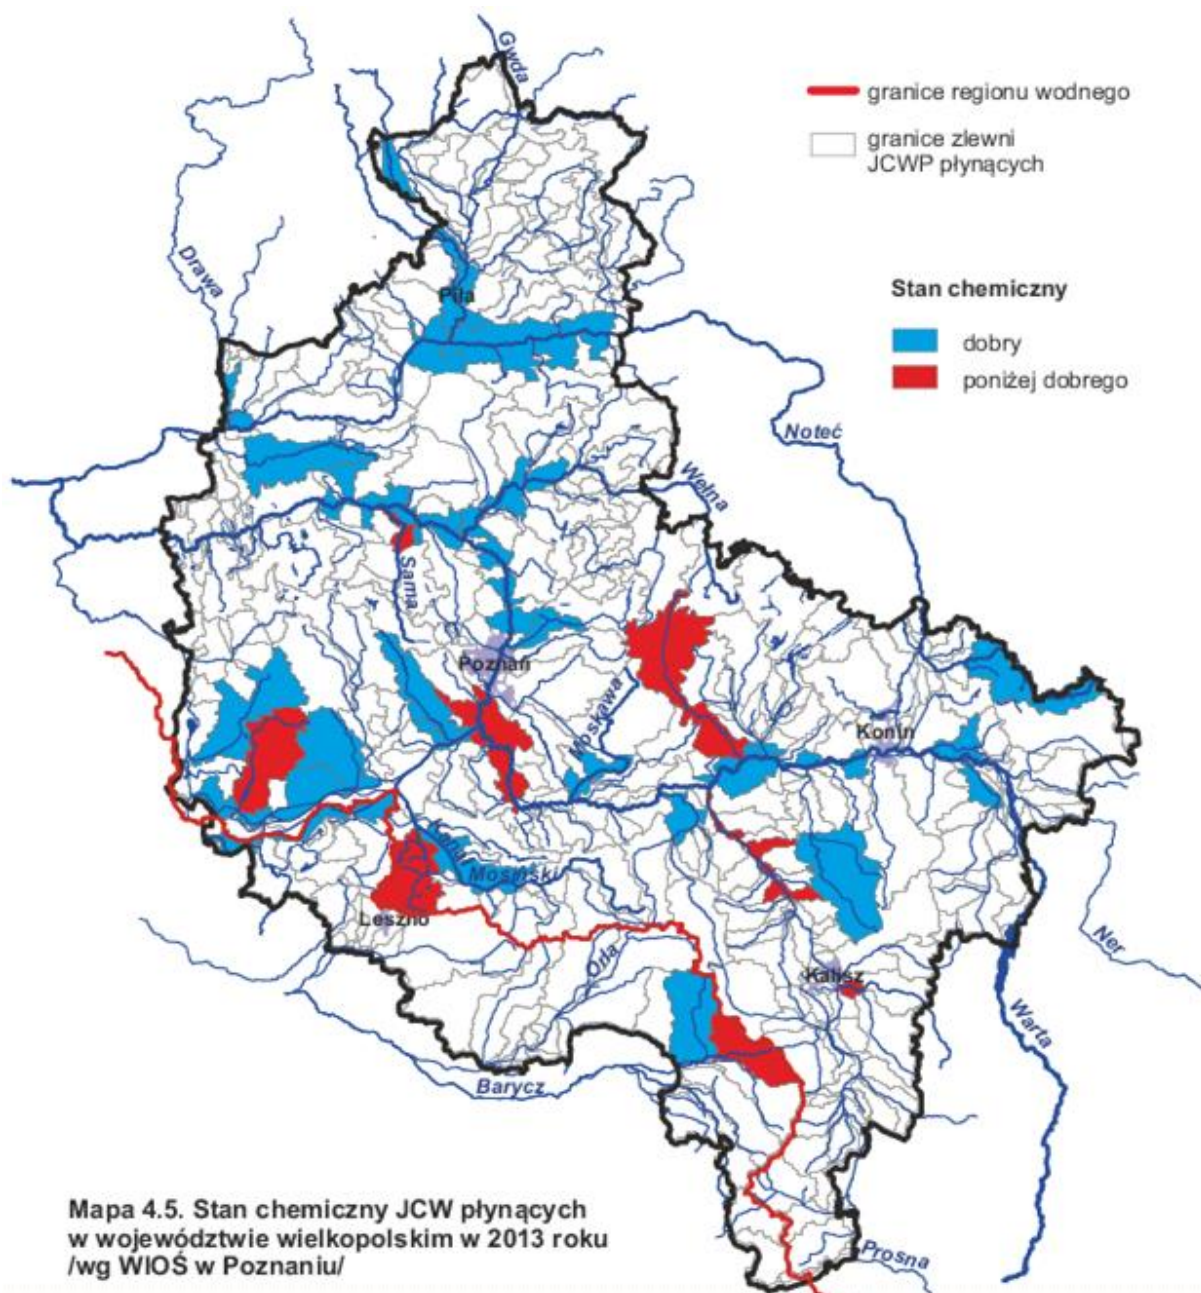 Gwda
granice regionu wodnego
granice zlewni
JCWP płynących
Drawa
Stan chemiczny
Piła
dobry
poniżej dobrego
Noteć
Wełna
Sama
Poznań
Moskawa
Konin
Kanał
Mosiński
Leszno
Orla
Ner
Kalisz
Warta
Barycz
Mapa 4.5. Stan chemiczny JCW płynących
w województwie wielkopolskim w 2013 roku
/wg WIOŚ w Poznaniu/
Prosna